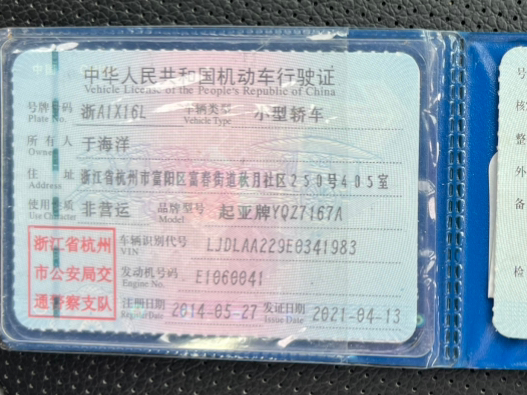 中华人民共和国机动车行驶证
Vehicle License of the People's Republic of China
号牌号码 浙A1X16L 车辆类型 小型轿车
Plate No. Vehicle Type
所有人 于海洋
Owner
住址 浙江省杭州市富阳区富春街道秋月社区250号405室
Address
使用性质 非营运 品牌型号 起亚牌YQZ7167A
Use Character Model
浙江省杭州
市公安局交
通警察支队
车辆识别代号 LJDLAA229E0341983
VIN
发动机号码 E1060041
Engine No.
注册日期 2014-05-27 发证日期 2021-04-13
Register Date Issue Date
号
核
整
外
备
检